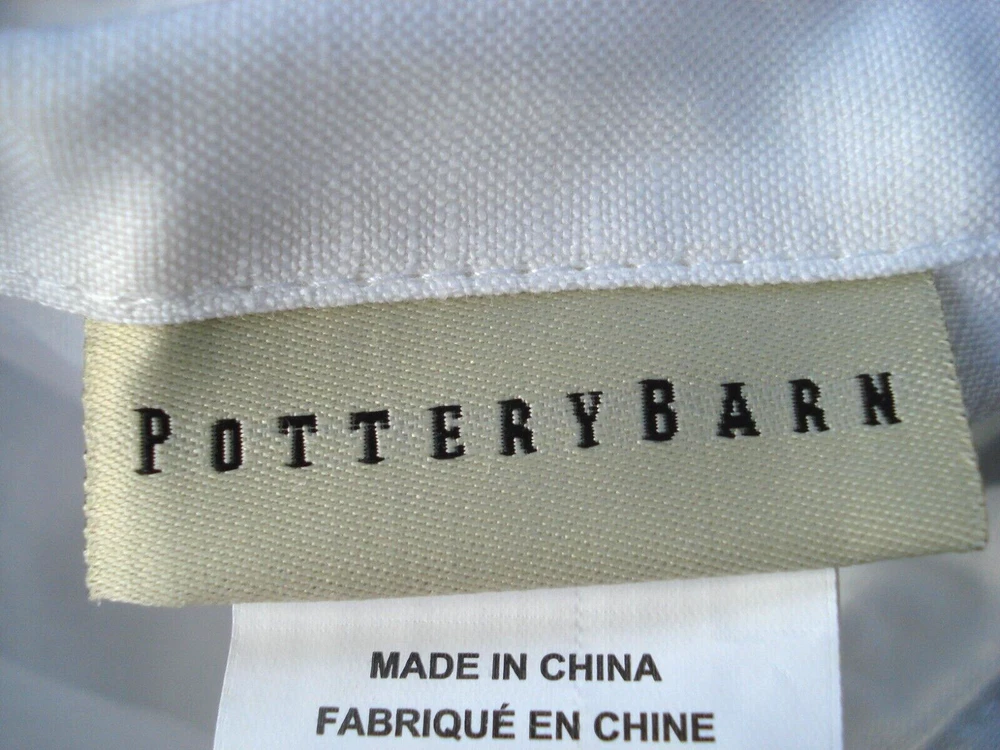 POTTERYBARN
MADE IN CHINA
FABRIQUÉ EN CHINE